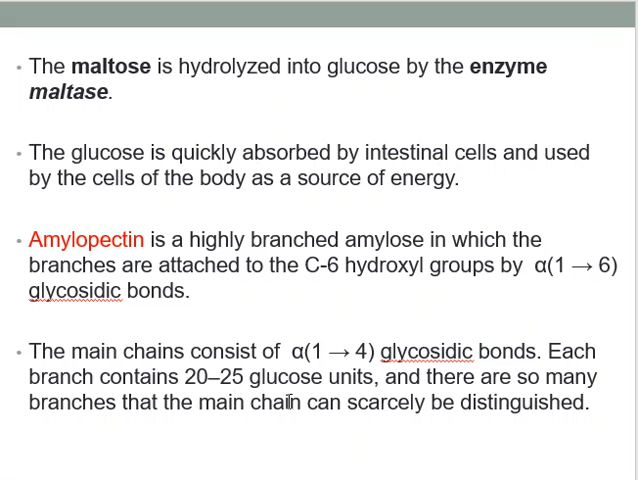 • The maltose is hydrolyzed into glucose by the enzyme
maltase.
• The glucose is quickly absorbed by intestinal cells and used
by the cells of the body as a source of energy.
• Amylopectin is a highly branched amylose in which the
branches are attached to the C-6 hydroxyl groups by α(1 → 6)
glycosidic bonds.
• The main chains consist of α(1 → 4) glycosidic bonds. Each
branch contains 20–25 glucose units, and there are so many
branches that the main chain can scarcely be distinguished.